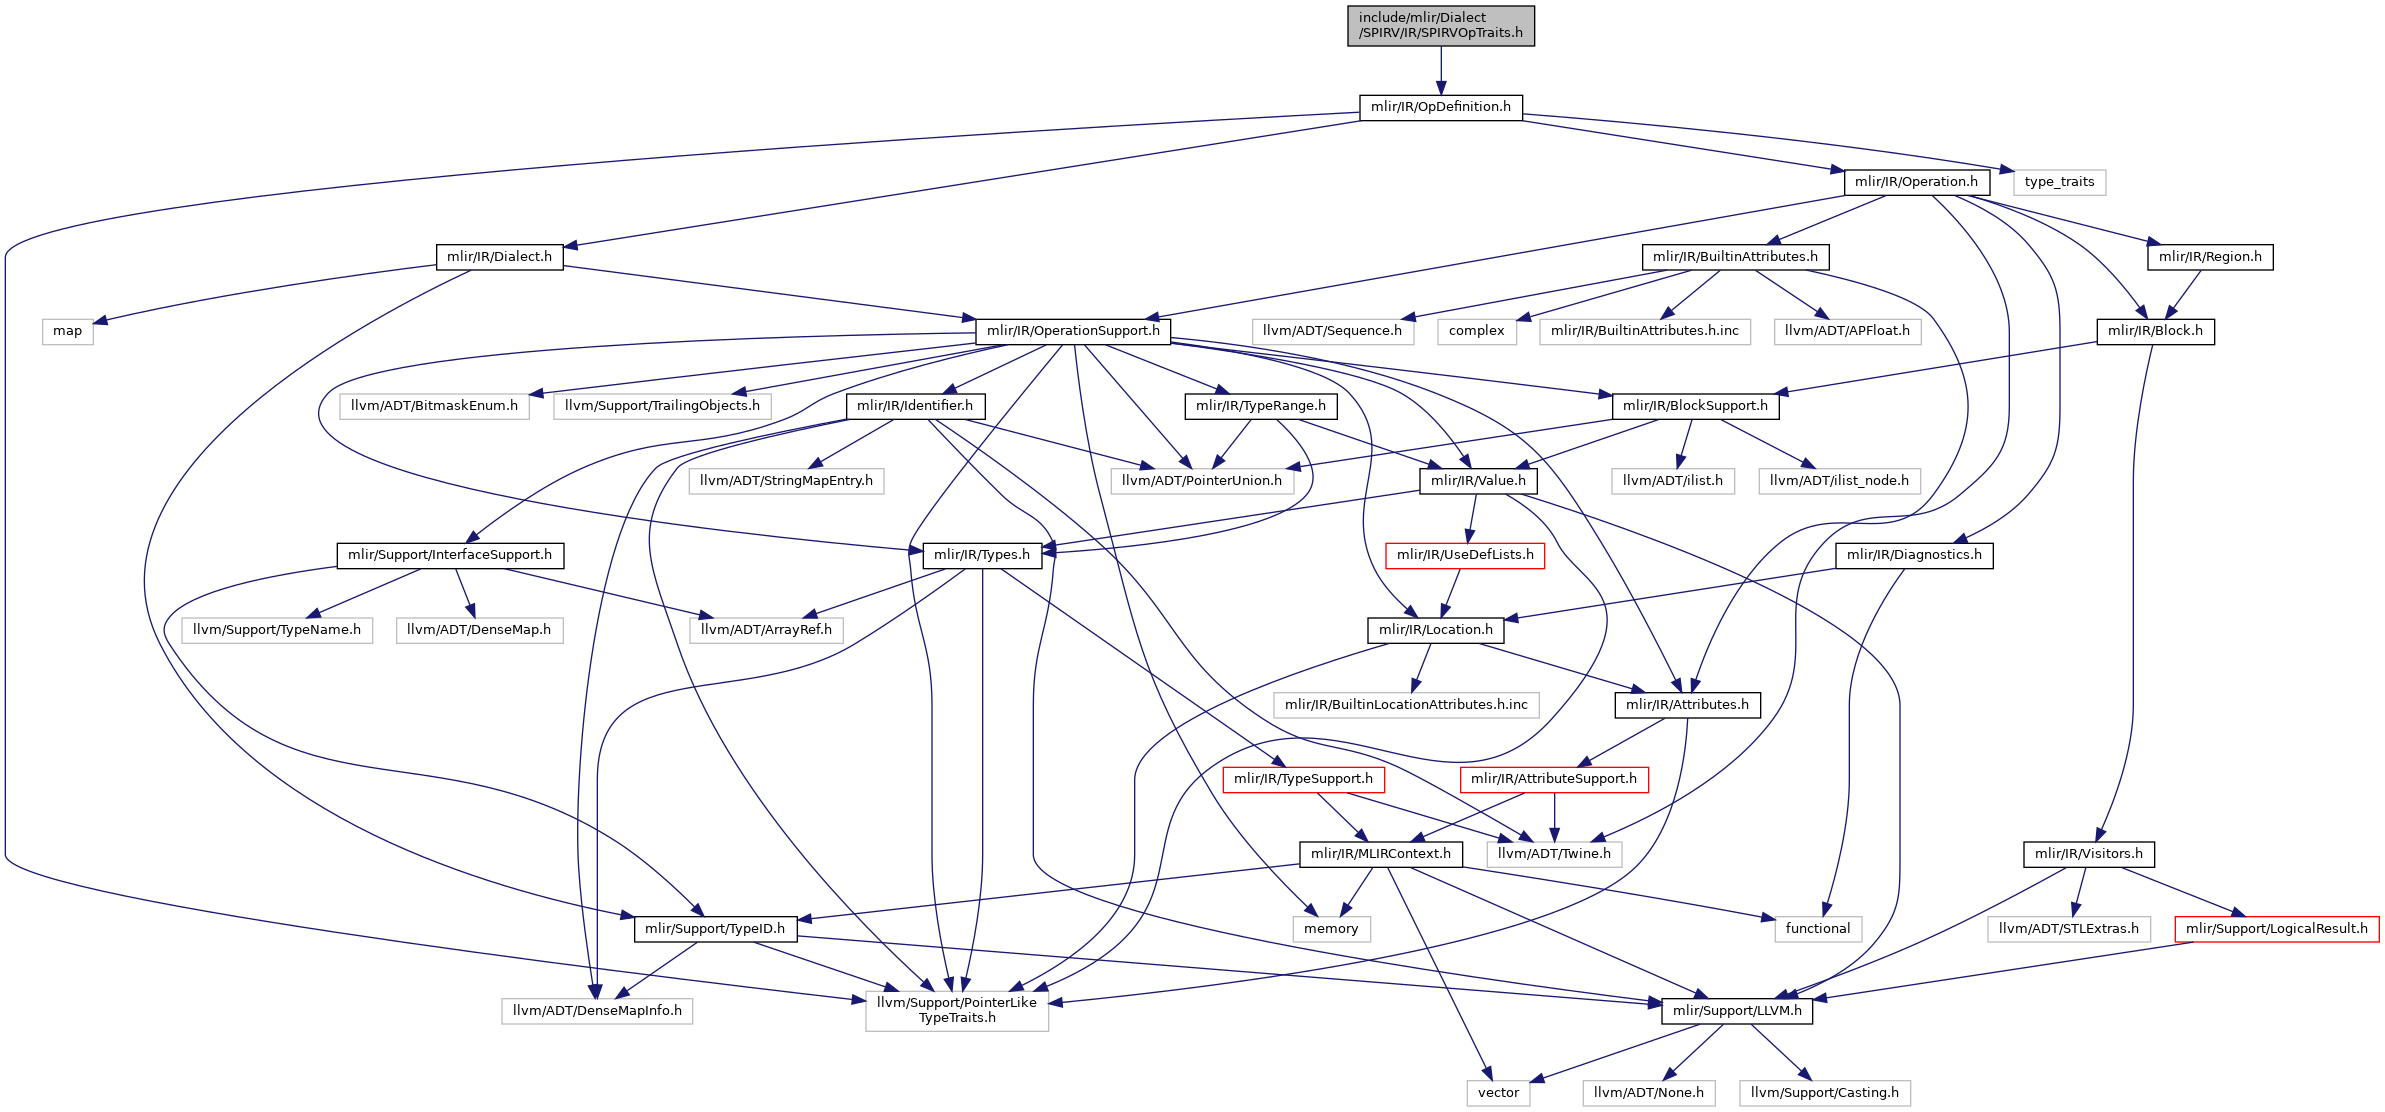 include/mlir/Dialect
/SPIRV/IR/SPIRVOpTraits.h
mlir/IR/OpDefinition.h
mlir/IR/Operation.h
type_traits
mlir/IR/Dialect.h
mlir/IR/BuiltinAttributes.h
mlir/IR/Region.h
map
mlir/IR/OperationSupport.h
llvm/ADT/Sequence.h
complex
mlir/IR/BuiltinAttributes.h.inc
llvm/ADT/APFloat.h
mlir/IR/Block.h
llvm/ADT/BitmaskEnum.h
llvm/Support/TrailingObjects.h
mlir/IR/Identifier.h
mlir/IR/TypeRange.h
mlir/IR/BlockSupport.h
llvm/ADT/StringMapEntry.h
llvm/ADT/PointerUnion.h
mlir/IR/Value.h
llvm/ADT/ilist.h
llvm/ADT/ilist_node.h
mlir/Support/InterfaceSupport.h
mlir/IR/Types.h
mlir/IR/UseDefLists.h
mlir/IR/Diagnostics.h
llvm/Support/TypeName.h
llvm/ADT/DenseMap.h
llvm/ADT/ArrayRef.h
mlir/IR/Location.h
mlir/IR/BuiltinLocationAttributes.h.inc
mlir/IR/Attributes.h
mlir/IR/TypeSupport.h
mlir/IR/AttributeSupport.h
mlir/IR/MLIRContext.h
llvm/ADT/Twine.h
mlir/IR/Visitors.h
mlir/Support/TypeID.h
memory
functional
llvm/ADT/STLExtras.h
mlir/Support/LogicalResult.h
llvm/ADT/DenseMapInfo.h
llvm/Support/PointerLike
TypeTraits.h
mlir/Support/LLVM.h
vector
llvm/ADT/None.h
llvm/Support/Casting.h